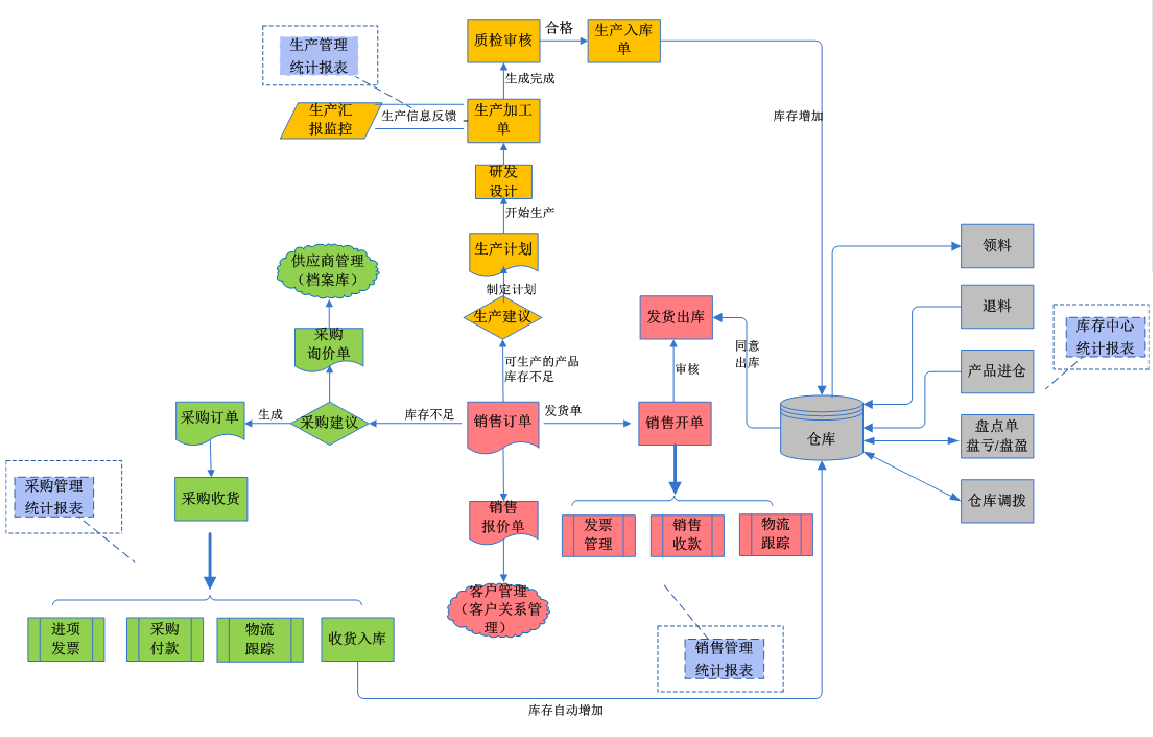 质检审核
合格
生产入库
单
生产管理
统计报表
生成完成
生产汇
报监控
生产信息反馈
生产加工
单
库存增加
研发
设计
开始生产
生产计划
供应商管理
（档案库）
制定计划
生产建议
领料
退料
库存中心
统计报表
发货出库
同意
出库
采购
询价单
可生产的产品
库存不足
审核
产品进仓
采购订单
生成
采购建议
库存不足
销售订单
发货单
销售开单
仓库
盘点单
盘亏/盘盈
采购管理
统计报表
采购收货
仓库调拨
销售
报价单
发票
管理
销售
收款
物流
跟踪
客户管理
（客户关系管
理）
进项
发票
采购
付款
物流
跟踪
收货入库
销售管理
统计报表
库存自动增加